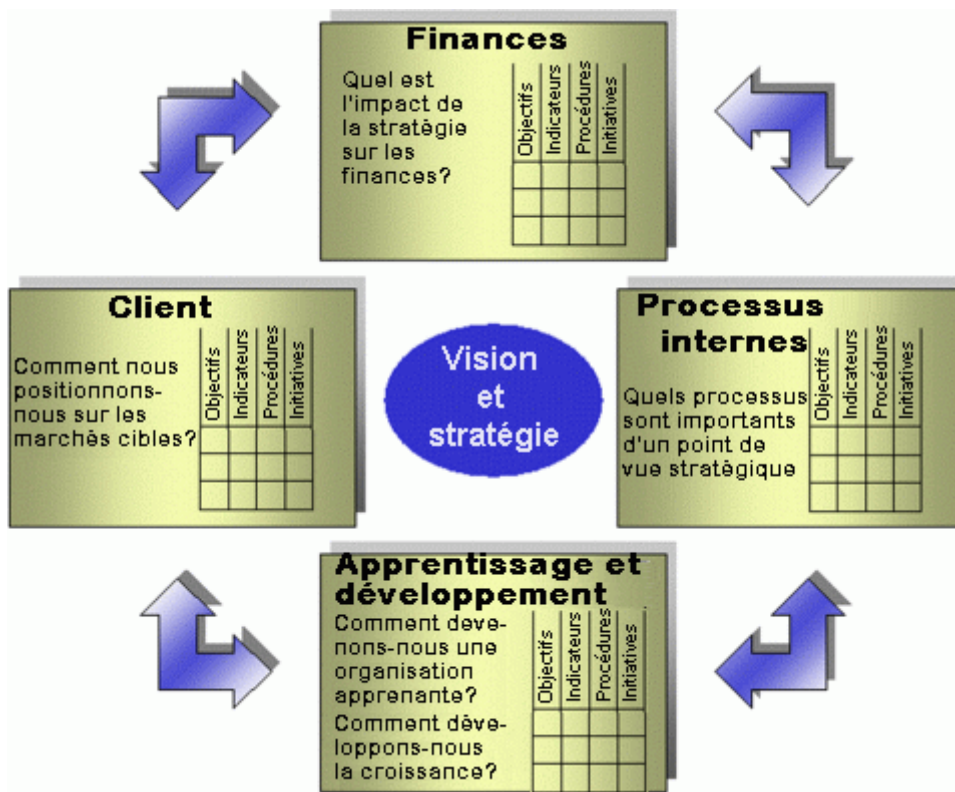 Finances
Quel est
l'impact de
la stratégie
sur les
finances?
Objectifs
Indicateurs
Procédures
Initiatives
Client
Comment nous
positionnons-
nous sur les
marchés cibles?
Objectifs
Indicateurs
Procédures
Initiatives
Vision
et
stratégie
Processus
internes
Quels processus
sont importants
d'un point de
vue stratégique
Objectifs
Indicateurs
Procédures
Initiatives
Apprentissage et
développement
Comment deve-
nons-nous une
organisation
apprenante?
Comment déve-
loppons-nous
la croissance?
Objectifs
Indicateurs
Procédures
Initiatives